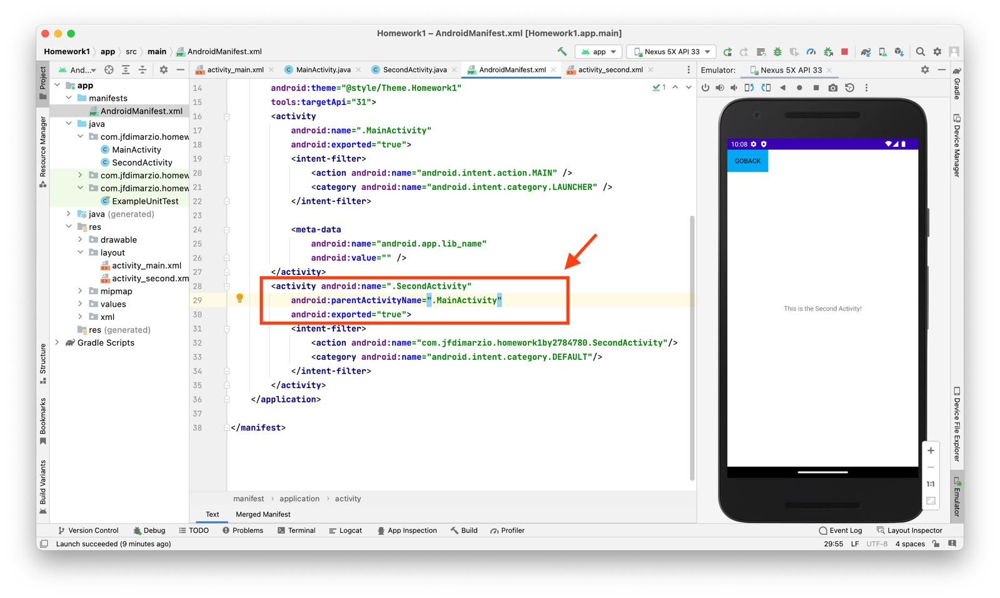 Homework1 – AndroidManifest.xml [Homework1.app.main]
Homework1 app src main AndroidManifest.xml
app Nexus 5X API 33
And...
activity_main.xml MainActivity.java SecondActivity.java AndroidManifest.xml activity_second.xml
Emulator: Nexus 5X API 33
Project
Resource Manager
Structure
Bookmarks
Build Variants
app
manifests
AndroidManifest.xml
java
com.jfdimarzio.homew
MainActivity
SecondActivity
com.jfdimarzio.homew
com.jfdimarzio.homew
ExampleUnitTest
java (generated)
res
drawable
layout
activity_main.xml
activity_second.xm
mipmap
values
xml
res (generated)
Gradle Scripts
1
14 android:theme="@style/Theme.Homework1"
15 tools:targetApi="31">
16 <activity
17 android:name=".MainActivity"
18 android:exported="true">
19 <intent-filter>
20 <action android:name="android.intent.action.MAIN" />
21 <category android:name="android.intent.category.LAUNCHER" />
22 </intent-filter>
23
24 <meta-data
25 android:name="android.app.lib_name"
26 android:value="" />
27 </activity>
28 <activity android:name=".SecondActivity"
29 android:parentActivityName=".MainActivity"
30 android:exported="true">
31 <intent-filter>
32 <action android:name="com.jfdimarzio.homework1by2784780.SecondActivity"/>
33 <category android:name="android.intent.category.DEFAULT"/>
34 </intent-filter>
35 </activity>
36 </application>
37
38 </manifest>
manifest › application › activity
Text Merged Manifest
10:08
GOBACK
This is the Second Activity!
1:1
Gradle
Device Manager
Device File Explorer
Emulator
Version Control Debug TODO Problems Terminal Logcat App Inspection Build Profiler Event Log Layout Inspector
Launch succeeded (9 minutes ago) 29:55 LF UTF-8 4 spaces